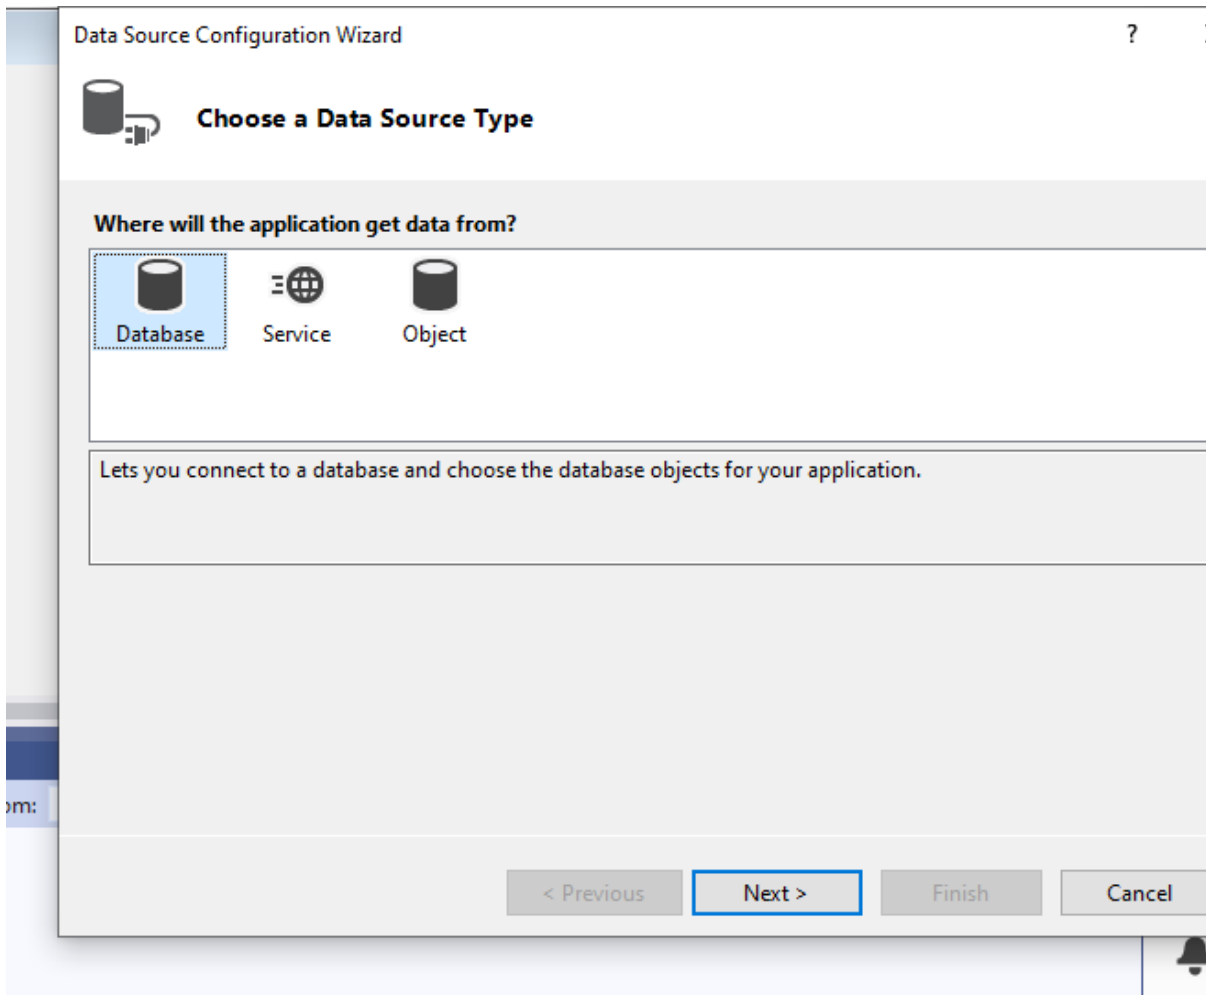 Data Source Configuration Wizard ?
Choose a Data Source Type
Where will the application get data from?
Database Service Object
Lets you connect to a database and choose the database objects for your application.
om:
< Previous Next > Finish Cancel